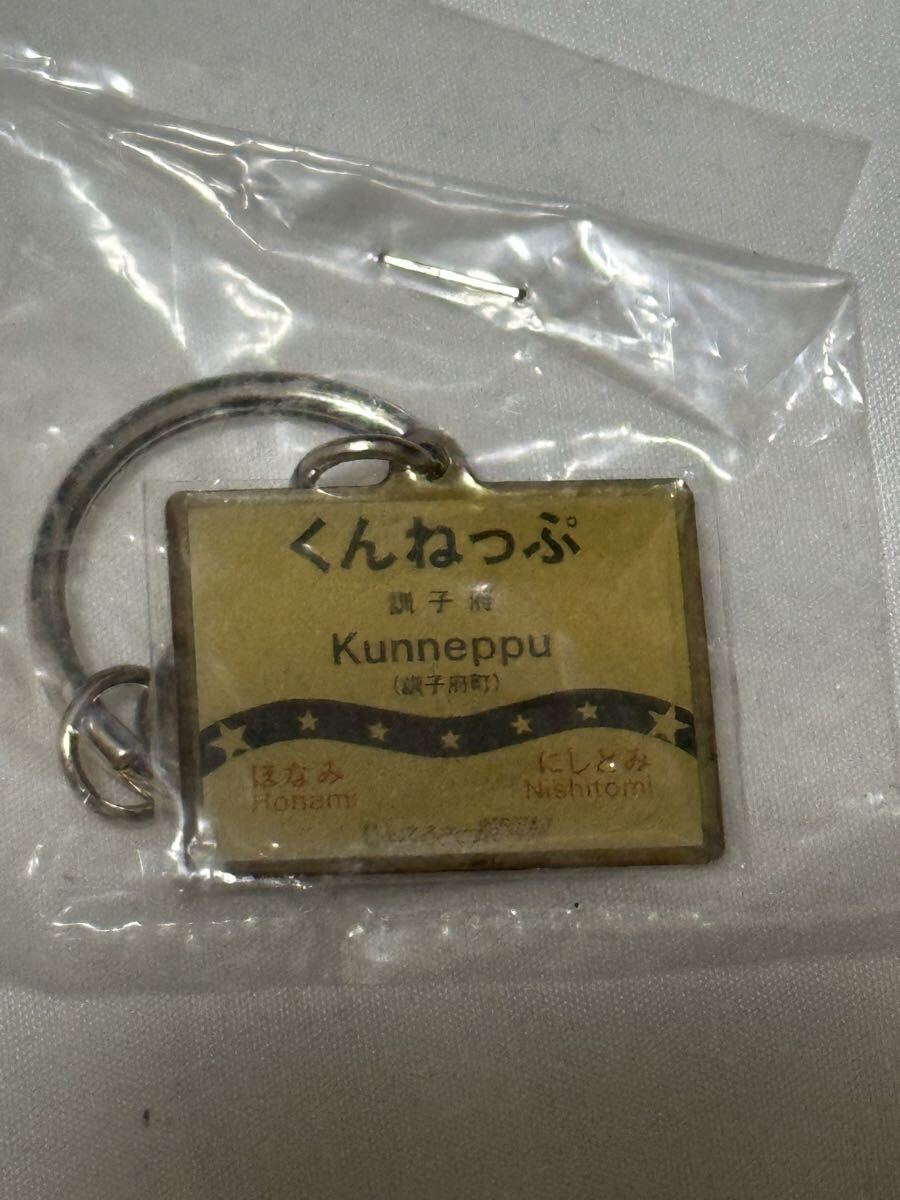 くんねっぷ
訓子府
Kunneppu
(訓子府町)
ほなみ にしとみ
Honami Nishitomi